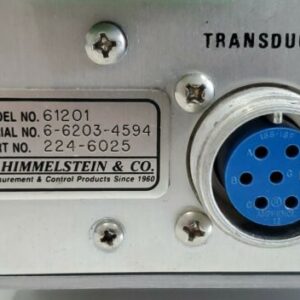 TRANSDUC
DEL NO. 61201
RIAL NO. 6-6203-4594
RT NO. 224-6025
HIMMELSTEIN & CO.
urement & Control Products Since 1960
A
B
C
G